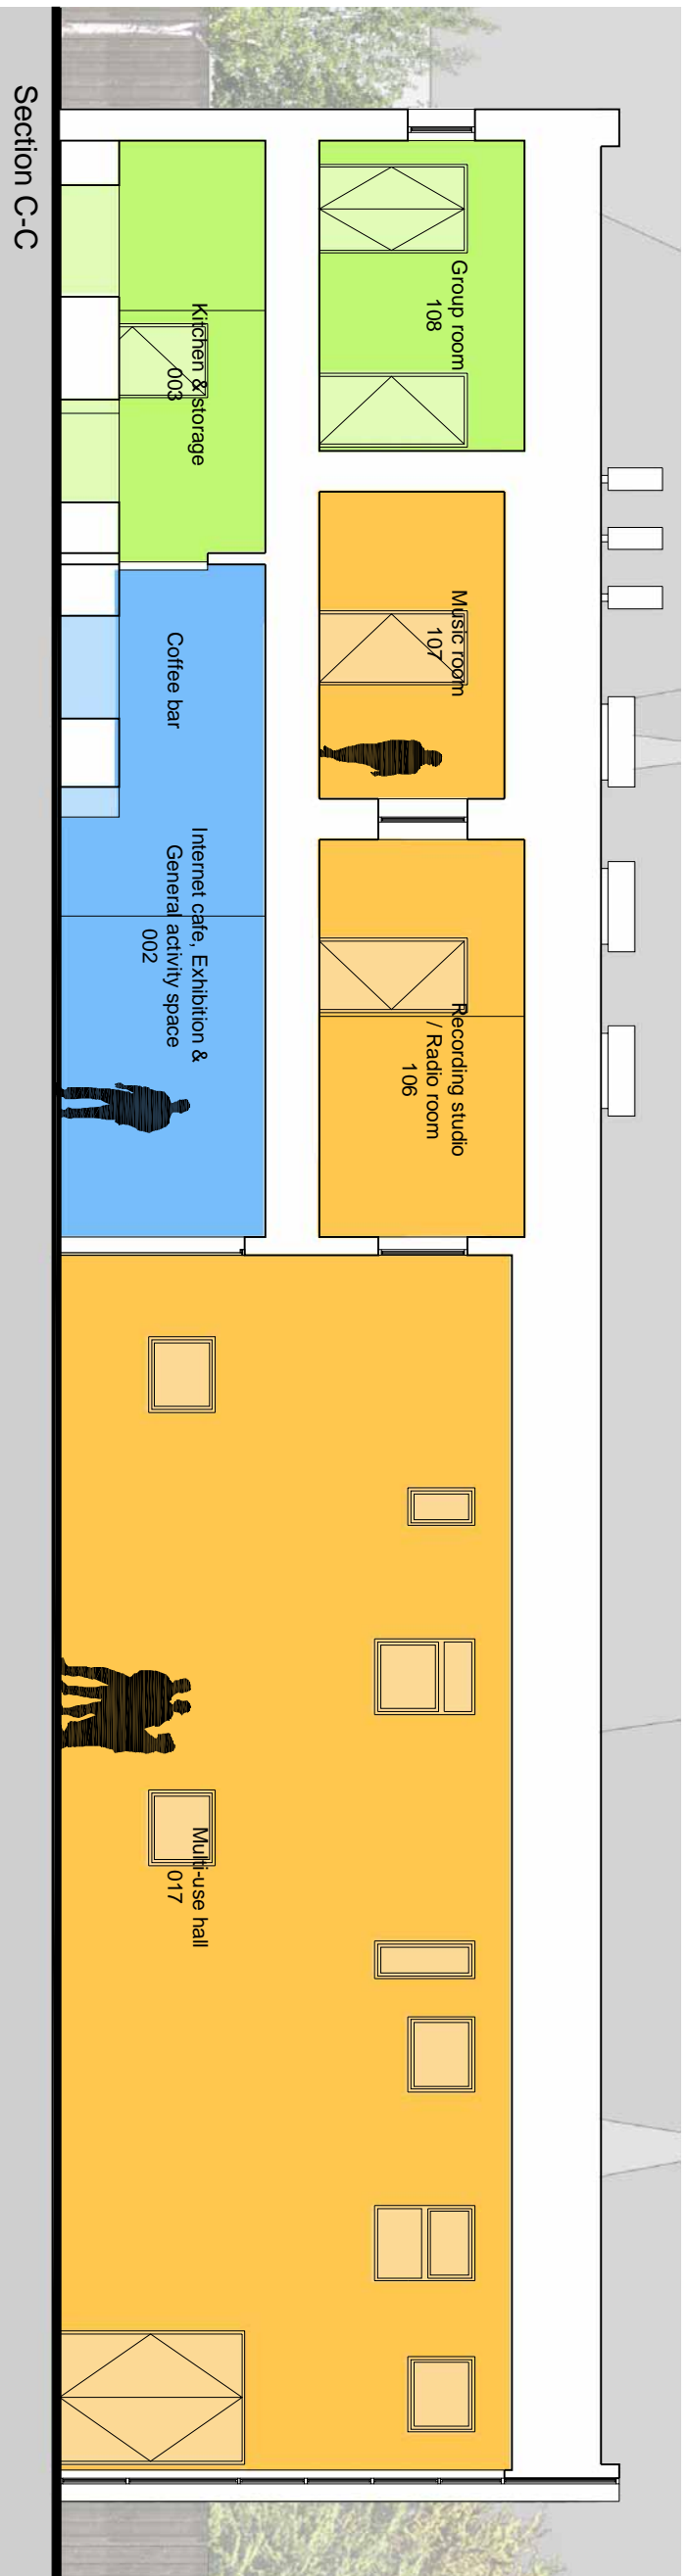 Group room
108
Music room
107
Recording studio
/ Radio room
106
Kitchen & storage
003
Coffee bar
Internet cafe, Exhibition &
General activity space
002
Multi-use hall
017
Section C-C